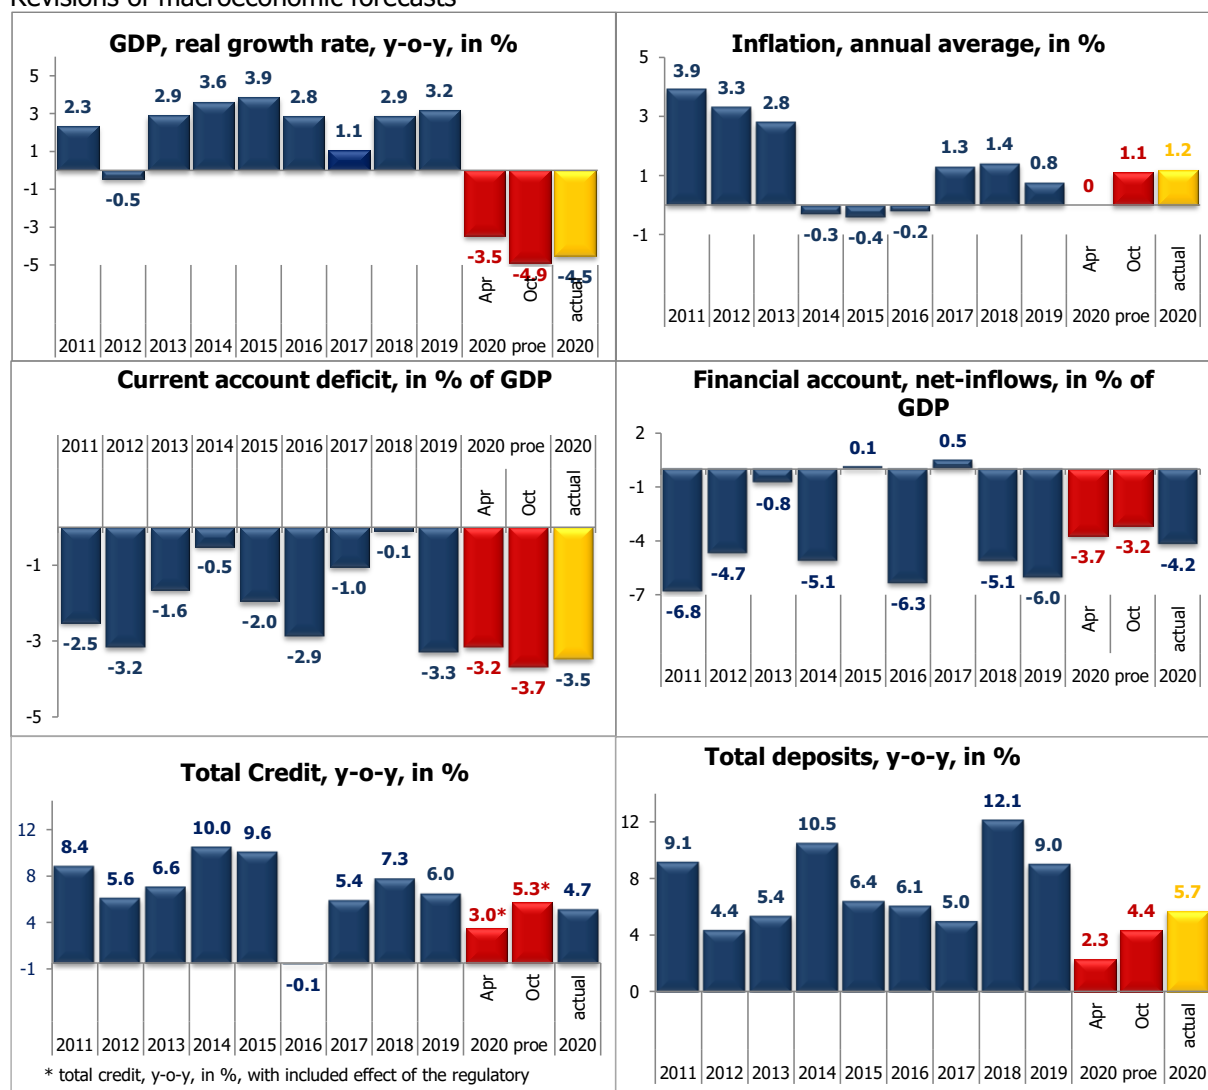 Revisions of macroeconomic forecasts
GDP, real growth rate, y-o-y, in %
5
3
1
-1
-3
-5
2.3
-0.5
2.9
3.6
3.9
2.8
1.1
2.9
3.2
-3.5
-4.9
-4.5
Apr
Oct
actual
2011 2012 2013 2014 2015 2016 2017 2018 2019 2020 proe 2020
Inflation, annual average, in %
5
3
1
-1
3.9
3.3
2.8
-0.3
-0.4
-0.2
1.3
1.4
0.8
0
1.1
1.2
Apr
Oct
actual
2011 2012 2013 2014 2015 2016 2017 2018 2019 2020 proe 2020
Current account deficit, in % of GDP
2011 2012 2013 2014 2015 2016 2017 2018 2019 2020 proe 2020
Apr
Oct
actual
-1
-3
-5
-2.5
-3.2
-1.6
-0.5
-2.0
-2.9
-1.0
-0.1
-3.3
-3.2
-3.7
-3.5
Financial account, net-inflows, in % of
GDP
2
-1
-4
-7
-6.8
-4.7
-0.8
-5.1
0.1
-6.3
0.5
-5.1
-6.0
-3.7
-3.2
-4.2
Apr
Oct
actual
2011 2012 2013 2014 2015 2016 2017 2018 2019 2020 proe 2020
Total Credit, y-o-y, in %
12
8
4
-1
8.4
5.6
6.6
10.0
9.6
-0.1
5.4
7.3
6.0
3.0*
5.3*
4.7
Apr
Oct
actual
2011 2012 2013 2014 2015 2016 2017 2018 2019 2020 proe 2020
* total credit, y-o-y, in %, with included effect of the regulatory
Total deposits, y-o-y, in %
12
8
4
0
9.1
4.4
5.4
10.5
6.4
6.1
5.0
12.1
9.0
2.3
4.4
5.7
Apr
Oct
actual
2011 2012 2013 2014 2015 2016 2017 2018 2019 2020 proe 2020